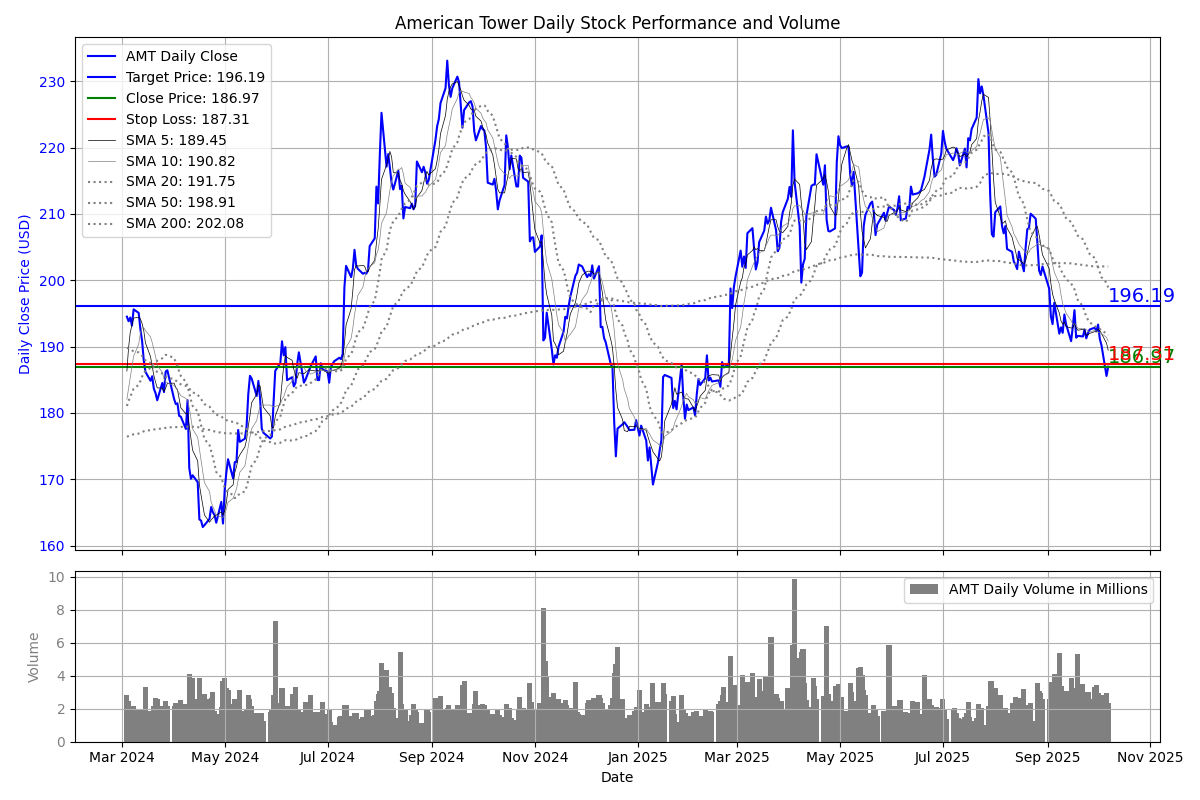 American Tower Daily Stock Performance and Volume
AMT Daily Close
Target Price: 196.19
Close Price: 186.97
Stop Loss: 187.31
SMA 5: 189.45
SMA 10: 190.82
SMA 20: 191.75
SMA 50: 198.91
SMA 200: 202.08
Daily Close Price (USD)
230
220
210
200
190
180
170
160
196.19
187.31
186.97
AMT Daily Volume in Millions
Volume
10
8
6
4
2
0
Mar 2024 May 2024 Jul 2024 Sep 2024 Nov 2024 Jan 2025 Mar 2025 May 2025 Jul 2025 Sep 2025 Nov 2025
Date